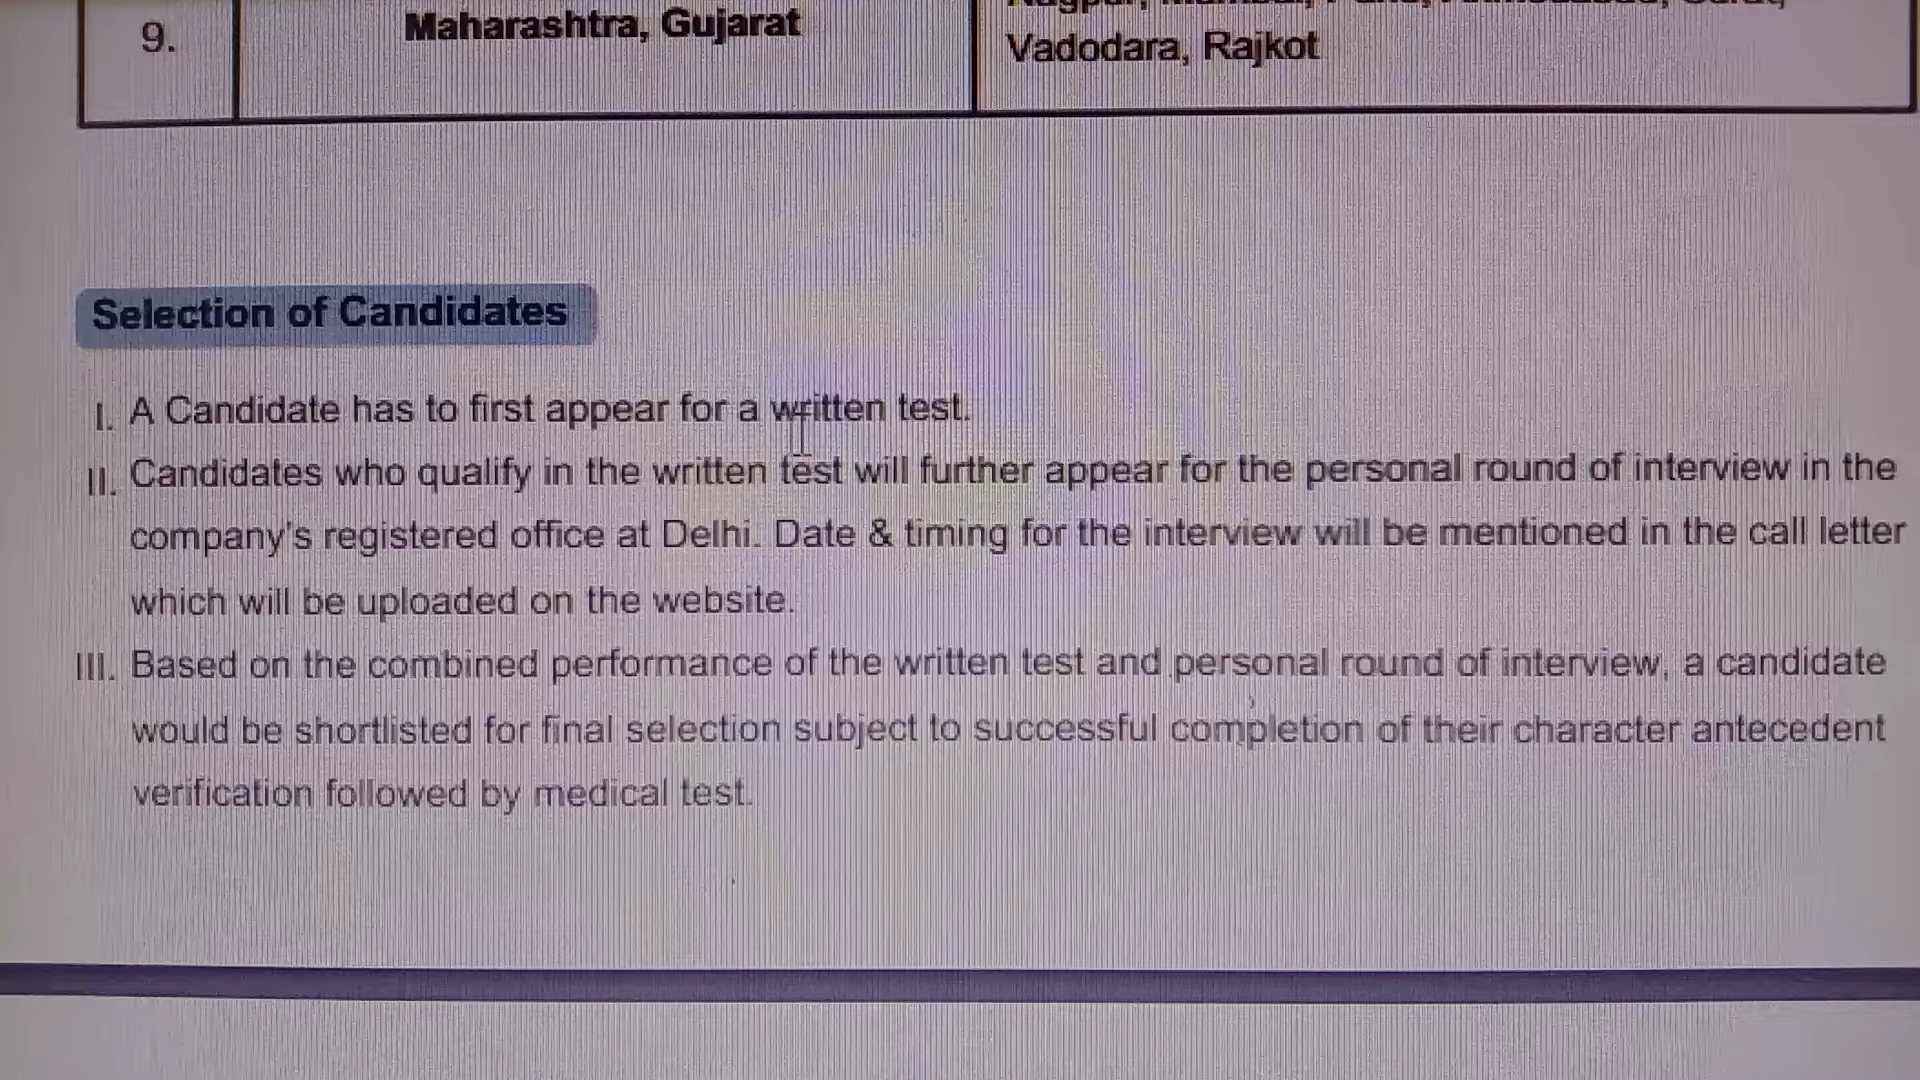 9.
Maharashtra, Gujarat
Vadodara, Rajkot
Selection of Candidates
I. A Candidate has to first appear for a written test.
II. Candidates who qualify in the written test will further appear for the personal round of interview in the
company's registered office at Delhi. Date & timing for the interview will be mentioned in the call letter
which will be uploaded on the website.
III. Based on the combined performance of the written test and personal round of interview, a candidate
would be shortlisted for final selection subject to successful completion of their character antecedent
verification followed by medical test.